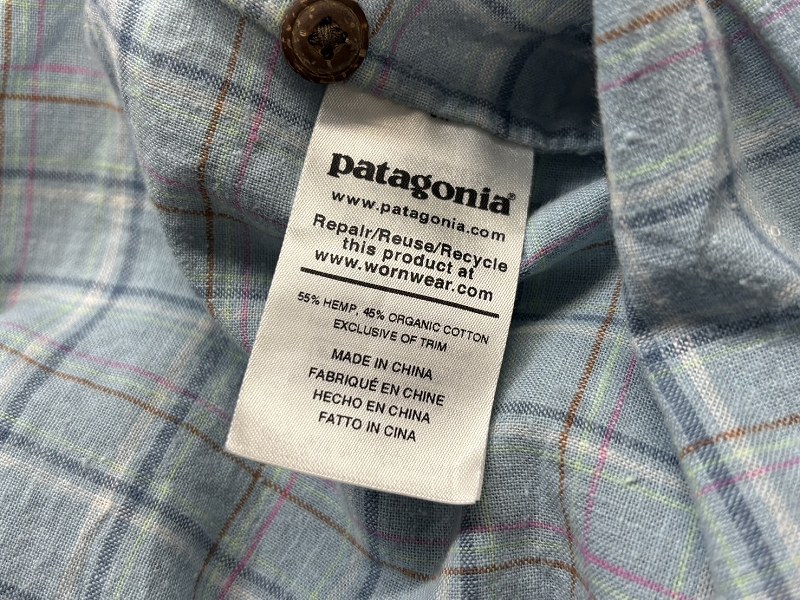 patagonia®
www.patagonia.com
Repair/Reuse/Recycle
this product at
www.wornwear.com
55% HEMP, 45% ORGANIC COTTON
EXCLUSIVE OF TRIM
MADE IN CHINA
FABRIQUÉ EN CHINE
HECHO EN CHINA
FATTO IN CINA